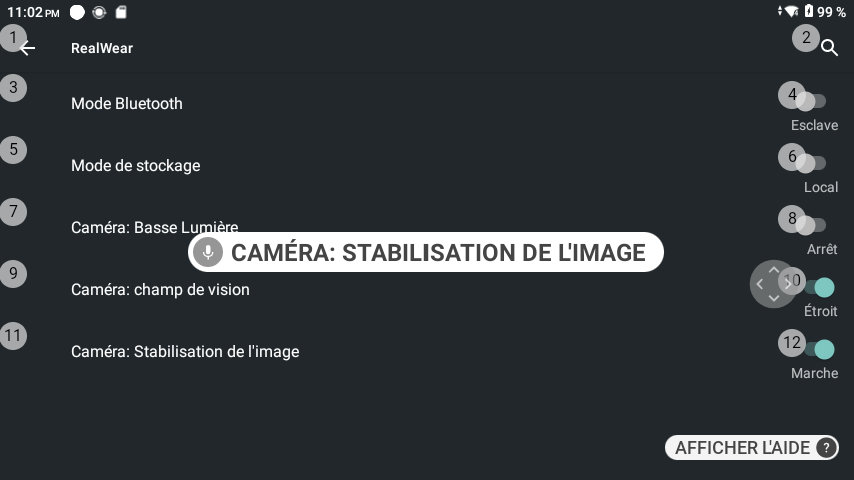 11:02 PM 99 %
1 RealWear 2
3 Mode Bluetooth 4
Esclave
5 Mode de stockage 6
Local
7 Caméra: Basse Lumière 8
Arrêt
CAMÉRA: STABILISATION DE L'IMAGE
9 Caméra: champ de vision 10
Étroit
11 Caméra: Stabilisation de l'image 12
Marche
AFFICHER L'AIDE ?